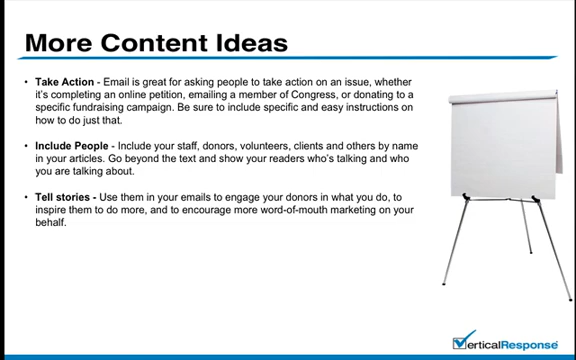 More Content Ideas
• Take Action - Email is great for asking people to take action on an issue, whether
it's completing an online petition, emailing a member of Congress, or donating to a
specific fundraising campaign. Be sure to include specific and easy instructions on
how to do just that.
• Include People - Include your staff, donors, volunteers, clients and others by name
in your articles. Go beyond the text and show your readers who's talking and who
you are talking about.
• Tell stories - Use them in your emails to engage your donors in what you do, to
inspire them to do more, and to encourage more word-of-mouth marketing on your
behalf.
VerticalResponse